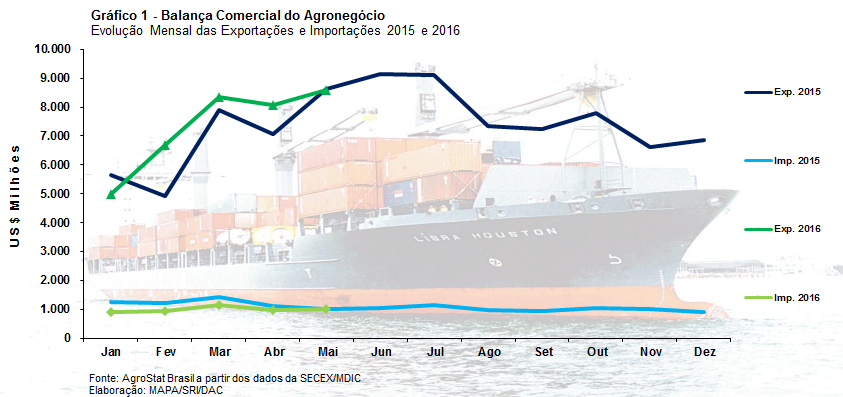 Gráfico 1 - Balança Comercial do Agronegócio
Evolução Mensal das Exportações e Importações 2015 e 2016
US$ Milhões
10.000
9.000
8.000
7.000
6.000
5.000
4.000
3.000
2.000
1.000
0
Jan Fev Mar Abr Mai Jun Jul Ago Set Out Nov Dez
Exp. 2015
Imp. 2015
Exp. 2016
Imp. 2016
LIBRA HOUSTON
Fonte: AgroStat Brasil a partir dos dados da SECEX/MDIC
Elaboração: MAPA/SRI/DAC